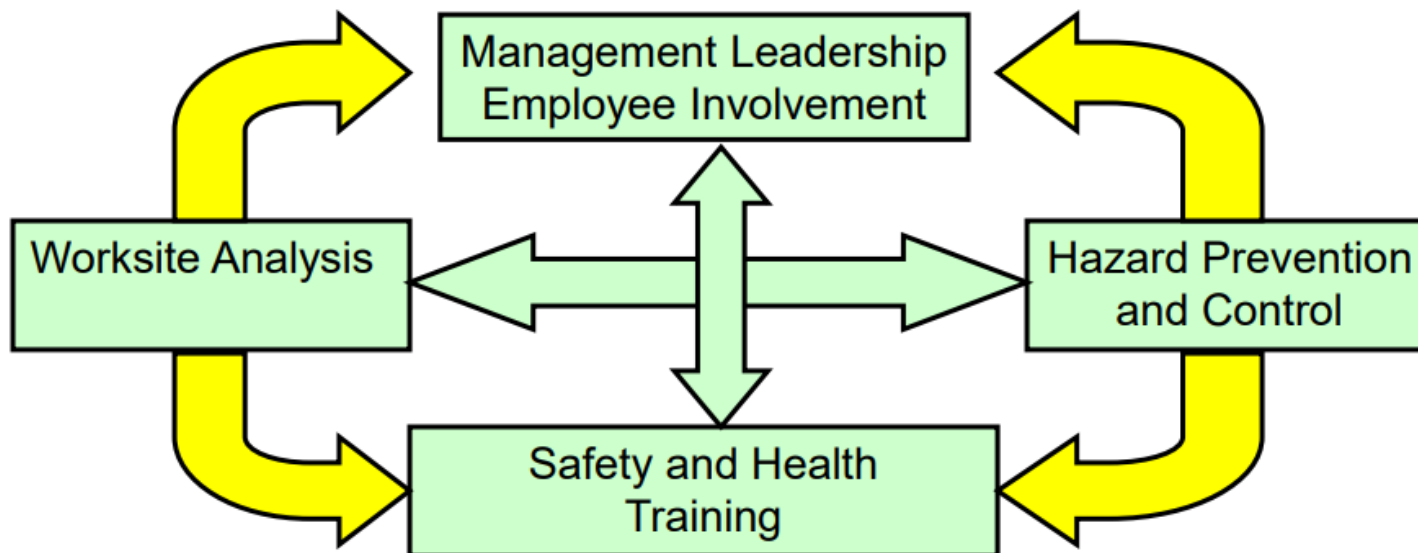 Management Leadership
Employee Involvement
Worksite Analysis
Hazard Prevention
and Control
Safety and Health
Training